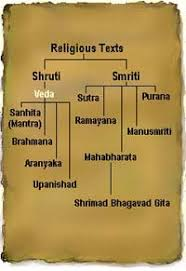 Religious Texts
Shruti Smriti
Veda Sutra Purana
Sanhita
(Mantra) Ramayana
Manusmriti
Brahmana
Mahabharata
Aranyaka
Upanishad
Shrimad Bhagavad Gita